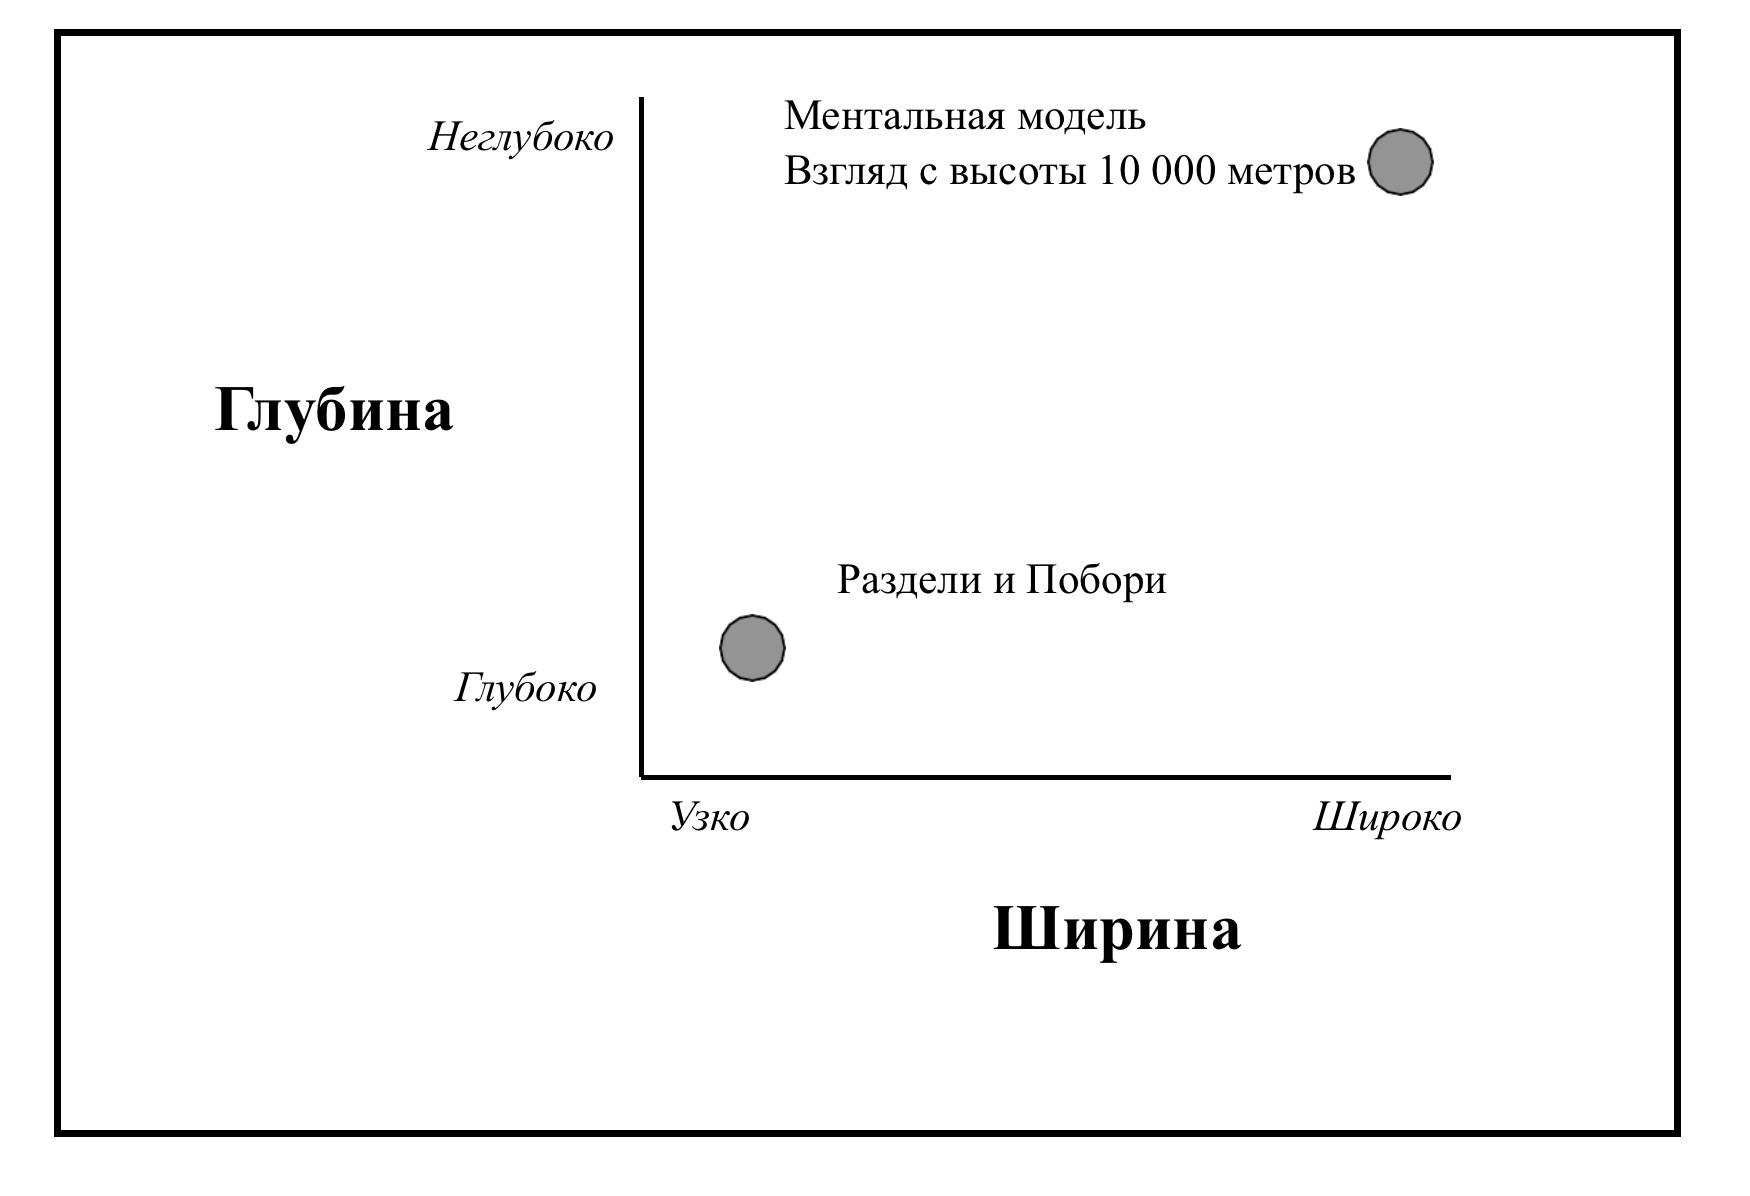 Неглубоко
Ментальная модель
Взгляд с высоты 10 000 метров
Глубина
Раздели и Побори
Глубоко
Узко
Широко
Ширина